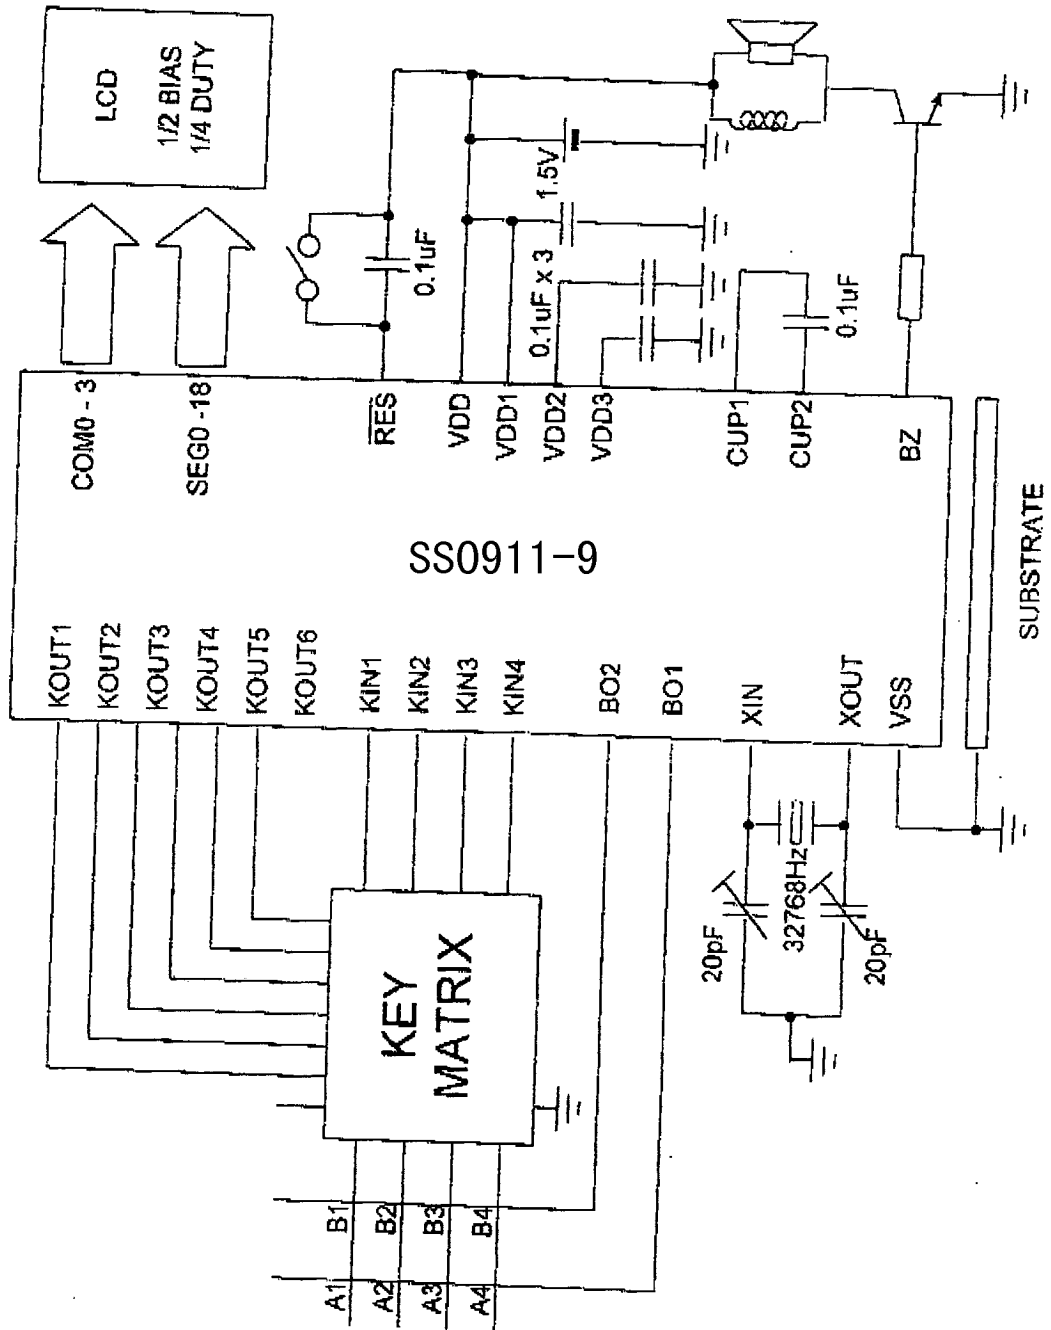 LCD
1/2 BIAS
1/4 DUTY
0.1uF
1.5V
0.1uF x 3
0.1uF
COM0 - 3
SEG0 -18
RES
VDD
VDD1
VDD2
VDD3
CUP1
CUP2
BZ
SUBSTRATE
SSO911-9
KOUT1
KOUT2
KOUT3
KOUT4
KOUT5
KOUT6
KIN1
KIN2
KIN3
KIN4
BO2
BO1
XIN
XOUT
VSS
KEY
MATRIX
20pF
32768Hz
20pF
B1
B2
B3
B4
A1
A2
A3
A4